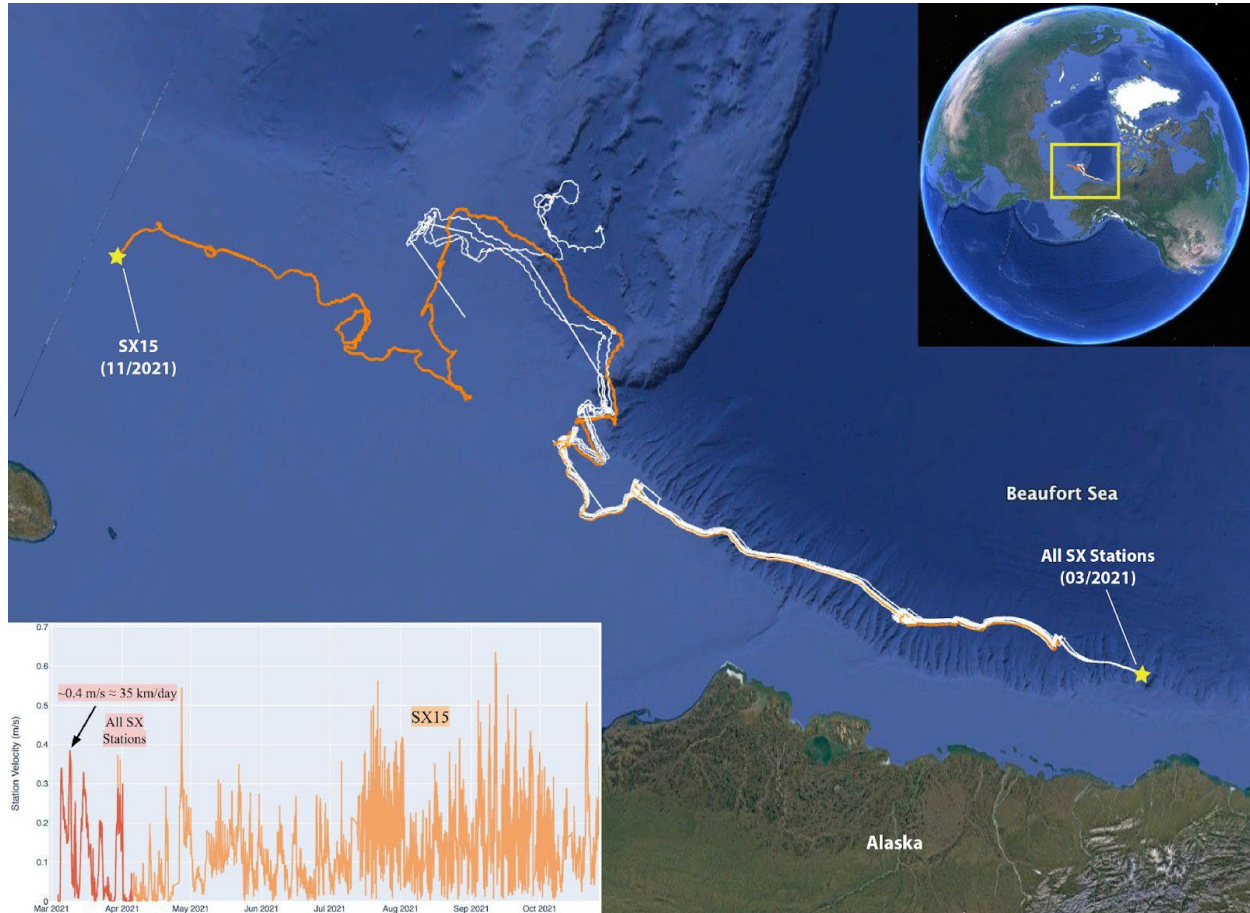 SX15
(11/2021)
Beaufort Sea
All SX Stations
(03/2021)
Alaska
0.7
0.6
0.5
0.4
0.3
0.2
0.1
0
Station Velocity (m/s)
~0.4 m/s ≈ 35 km/day
All SX
Stations
SX15
Mar 2021
Apr 2021
May 2021
Jun 2021
Jul 2021
Aug 2021
Sep 2021
Oct 2021